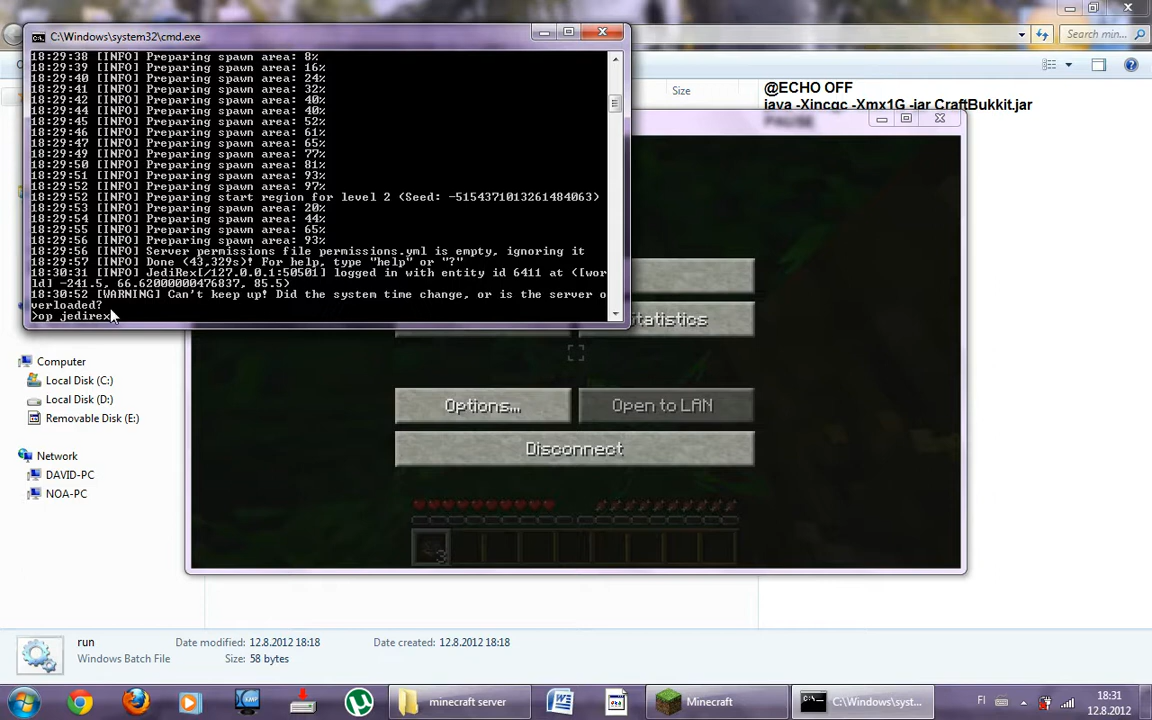 C:\Windows\system32\cmd.exe
18:29:38 [INFO] Preparing spawn area: 8%
18:29:39 [INFO] Preparing spawn area: 16%
18:29:40 [INFO] Preparing spawn area: 24%
18:29:41 [INFO] Preparing spawn area: 32%
18:29:42 [INFO] Preparing spawn area: 40%
18:29:44 [INFO] Preparing spawn area: 40%
18:29:45 [INFO] Preparing spawn area: 52%
18:29:46 [INFO] Preparing spawn area: 61%
18:29:47 [INFO] Preparing spawn area: 65%
18:29:49 [INFO] Preparing spawn area: 77%
18:29:50 [INFO] Preparing spawn area: 81%
18:29:51 [INFO] Preparing spawn area: 93%
18:29:52 [INFO] Preparing spawn area: 97%
18:29:52 [INFO] Preparing start region for level 2 (Seed: -5154371013261484063)
18:29:53 [INFO] Preparing spawn area: 20%
18:29:54 [INFO] Preparing spawn area: 44%
18:29:55 [INFO] Preparing spawn area: 65%
18:29:56 [INFO] Preparing spawn area: 93%
18:29:56 [INFO] Server permissions file permissions.yml is empty, ignoring it
18:29:57 [INFO] Done (43,329s)! For help, type "help" or "?"
18:30:31 [INFO] JediRex[/127.0.0.1:50501] logged in with entity id 6411 at ([wor
ld] -241.5, 66.62000000476837, 85.5)
18:30:52 [WARNING] Can't keep up! Did the system time change, or is the server o
verloaded?
>op jedirex
Search min...
Size
@ECHO OFF
java -Xincgc -Xmx1G -jar CraftBukkit.jar
PAUSE
Statistics
Options...
Open to LAN
Disconnect
3
Computer
Local Disk (C:)
Local Disk (D:)
Removable Disk (E:)
Network
DAVID-PC
NOA-PC
run
Date modified: 12.8.2012 18:18
Date created: 12.8.2012 18:18
Windows Batch File
Size: 58 bytes
minecraft server
Minecraft
C:\Windows\syst...
FI
18:31
12.8.2012